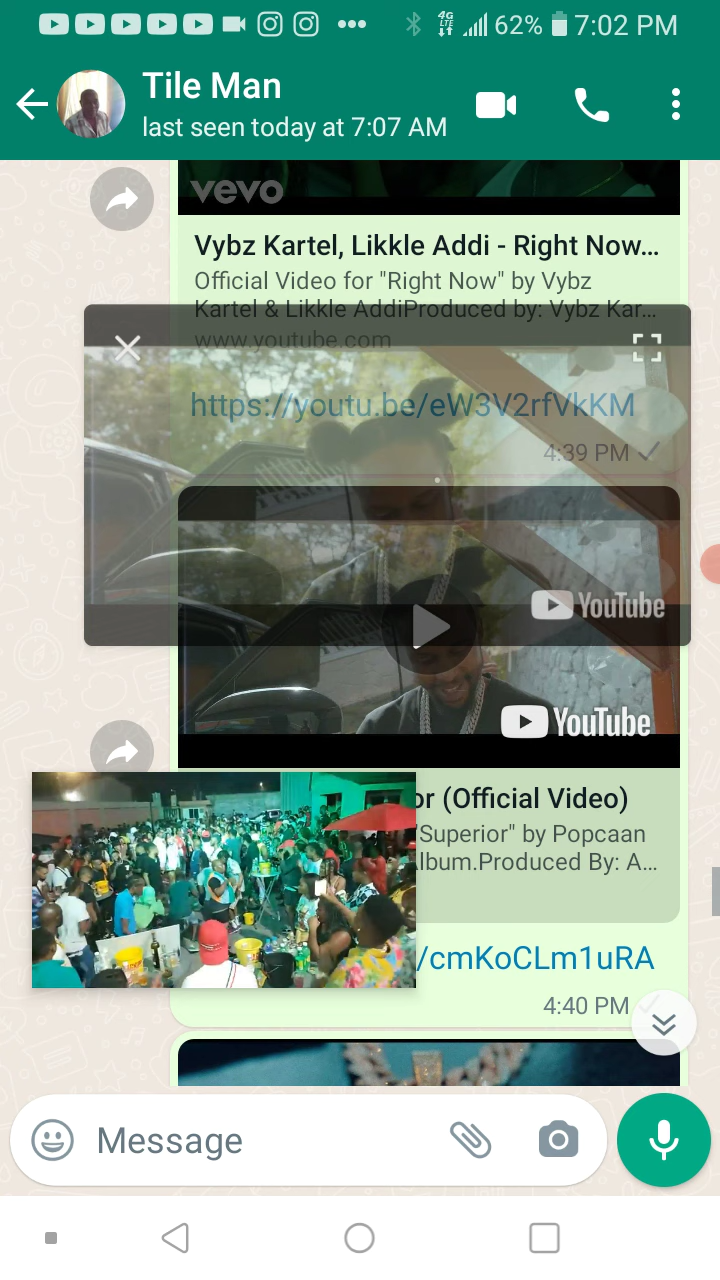 4G LTE 62% 7:02 PM
Tile Man
last seen today at 7:07 AM
vevo
Vybz Kartel, Likkle Addi - Right Now...
Official Video for "Right Now" by Vybz
Kartel & Likkle AddiProduced by: Vybz Kar...
www.youtube.com
https://youtu.be/eW3V2rfVkKM
4:39 PM
YouTube
YouTube
or (Official Video)
"Superior" by Popcaan
Album.Produced By: A...
/cmKoCLm1uRA
4:40 PM
Message